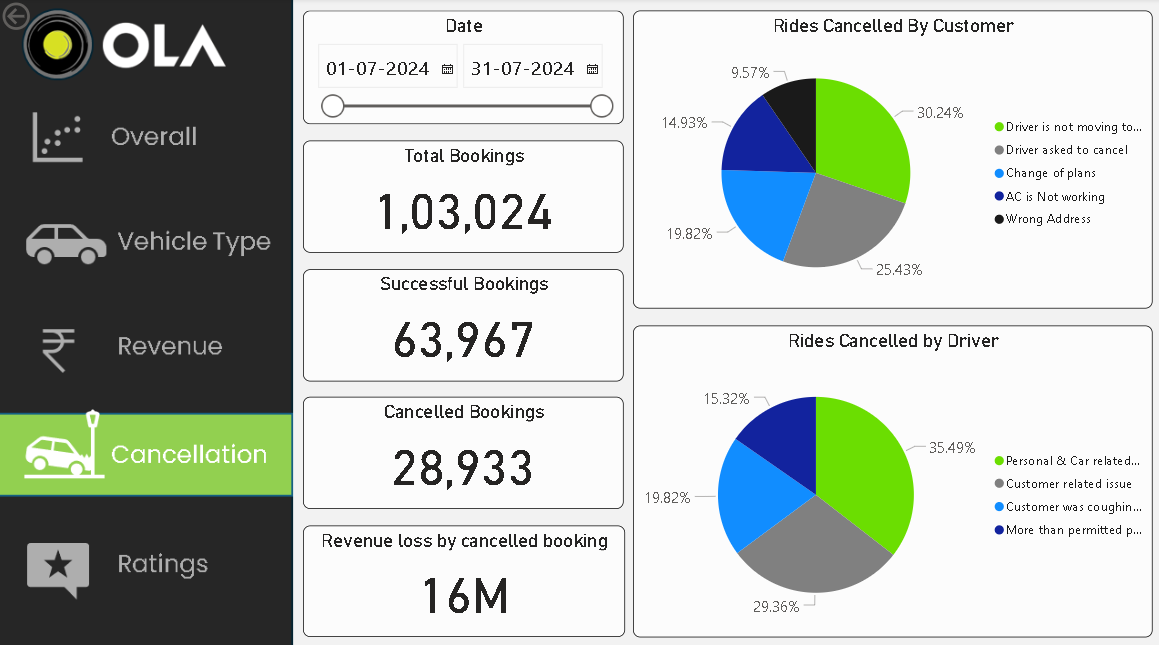 OLA
Overall
Vehicle Type
Revenue
Cancellation
Ratings
Date
01-07-2024
31-07-2024
Total Bookings
1,03,024
Successful Bookings
63,967
Cancelled Bookings
28,933
Revenue loss by cancelled booking
16M
Rides Cancelled By Customer
9.57%
14.93%
19.82%
30.24%
25.43%
Driver is not moving to...
Driver asked to cancel
Change of plans
AC is Not working
Wrong Address
Rides Cancelled by Driver
15.32%
19.82%
35.49%
29.36%
Personal & Car related...
Customer related issue
Customer was coughin...
More than permitted p...